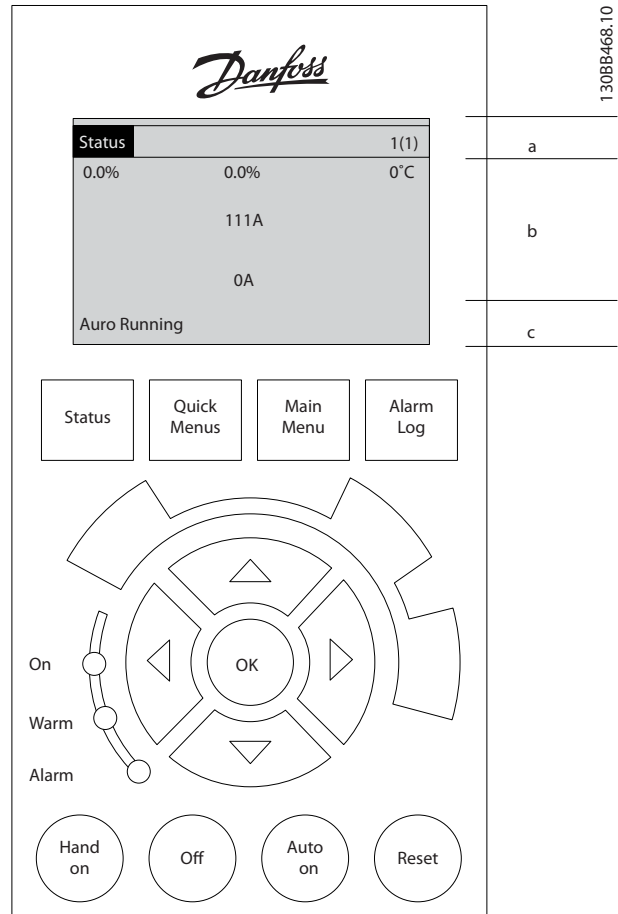 130BB468.10
Danfoss
Status 1(1)
a
0.0% 0.0% 0°C
111A
b
0A
Auro Running
c
Status
Quick
Menus
Main
Menu
Alarm
Log
OK
On
Warm
Alarm
Hand
on
Off
Auto
on
Reset